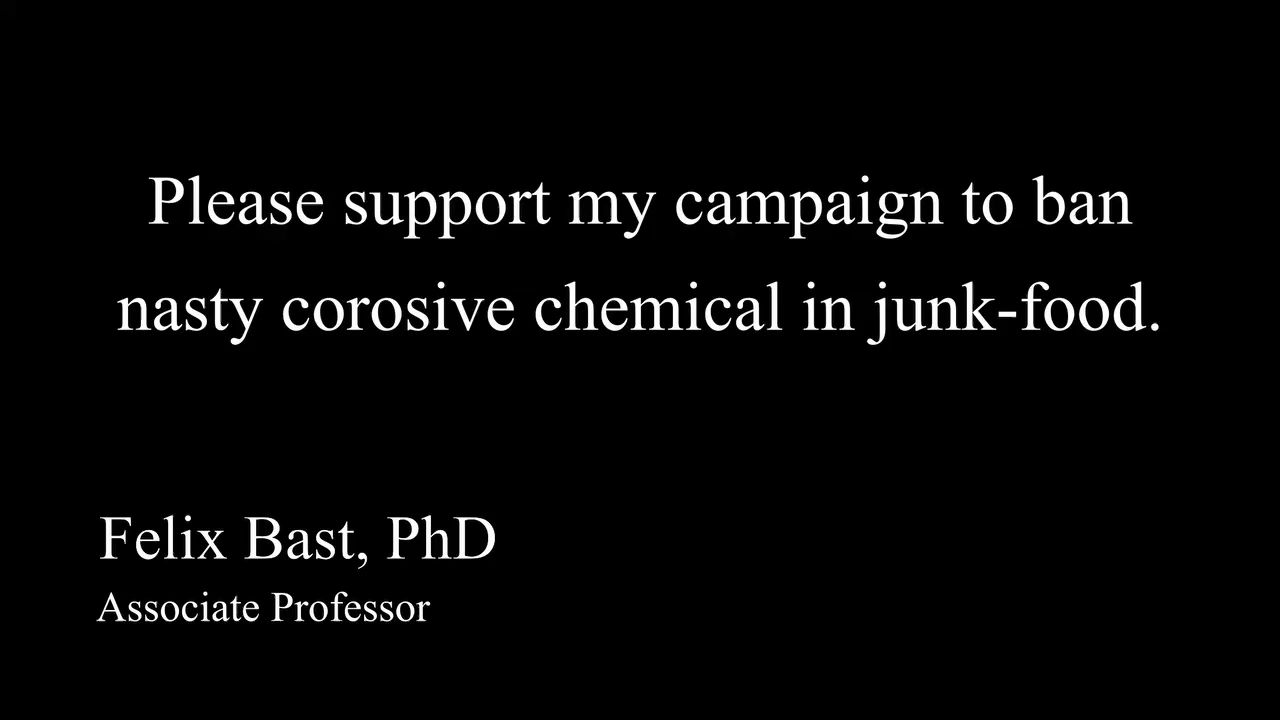 Please support my campaign to ban
nasty corosive chemical in junk-food.
Felix Bast, PhD
Associate Professor